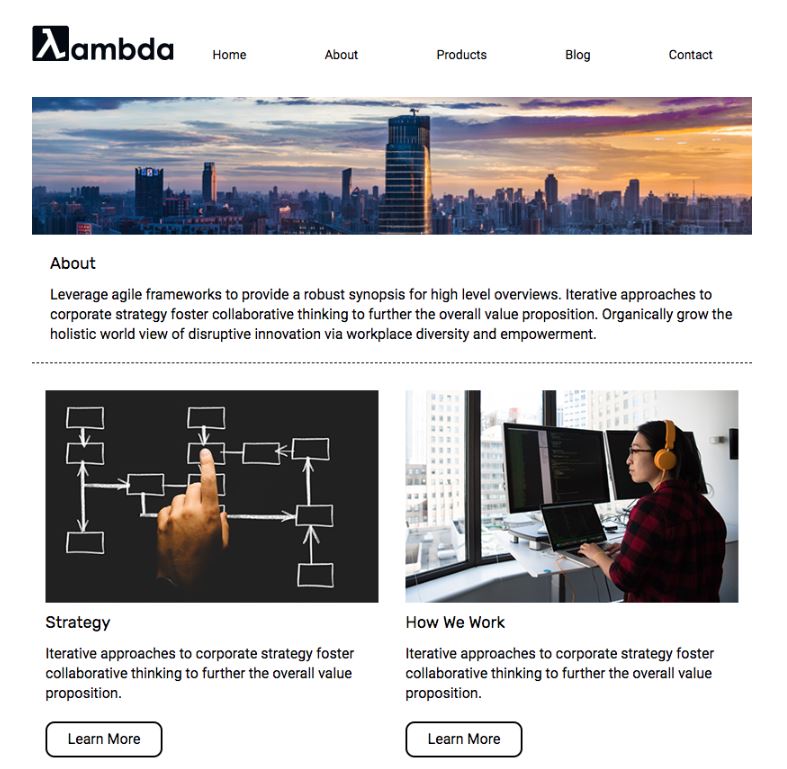 λambda
Home About Products Blog Contact
About
Leverage agile frameworks to provide a robust synopsis for high level overviews. Iterative approaches to
corporate strategy foster collaborative thinking to further the overall value proposition. Organically grow the
holistic world view of disruptive innovation via workplace diversity and empowerment.
Strategy
Iterative approaches to corporate strategy foster
collaborative thinking to further the overall value
proposition.
Learn More
How We Work
Iterative approaches to corporate strategy foster
collaborative thinking to further the overall value
proposition.
Learn More